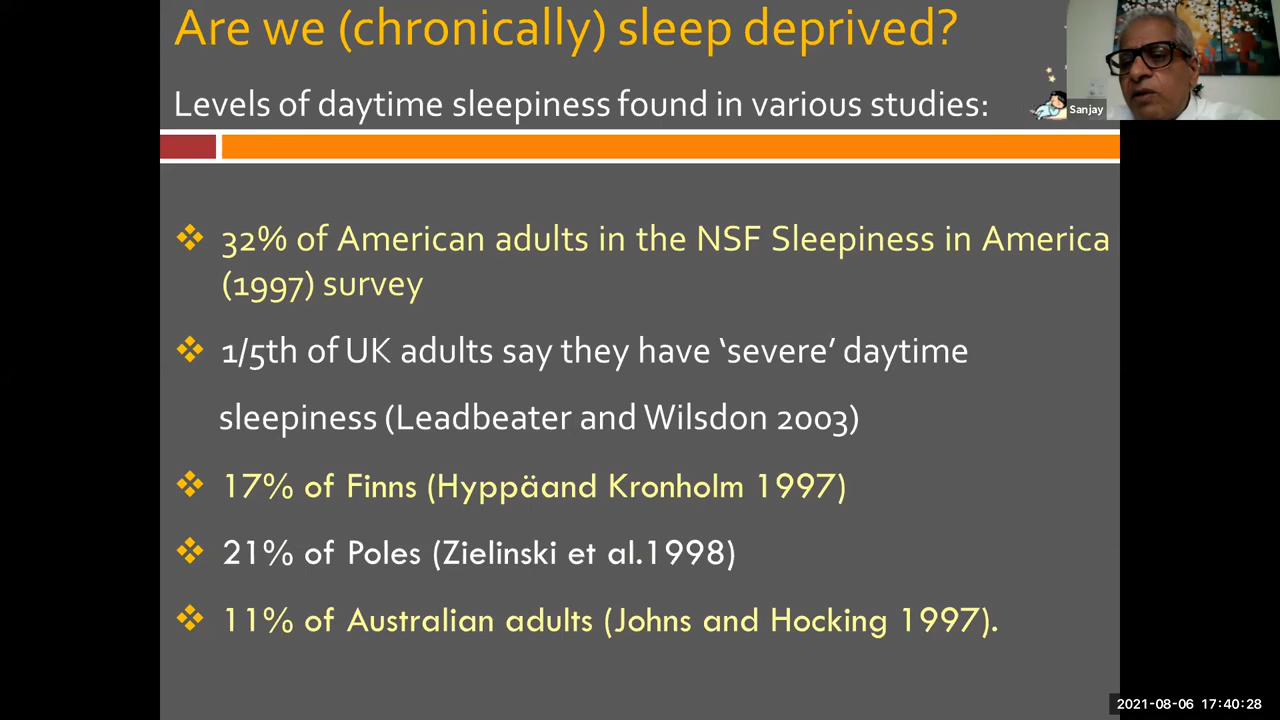 Are we (chronically) sleep deprived?
Levels of daytime sleepiness found in various studies:
Sanjay
32% of American adults in the NSF Sleepiness in America
(1997) survey
1/5th of UK adults say they have ‘severe’ daytime
sleepiness (Leadbeater and Wilsdon 2003)
17% of Finns (Hyppäand Kronholm 1997)
21% of Poles (Zielinski et al.1998)
11% of Australian adults (Johns and Hocking 1997).
2021-08-06 17:40:28